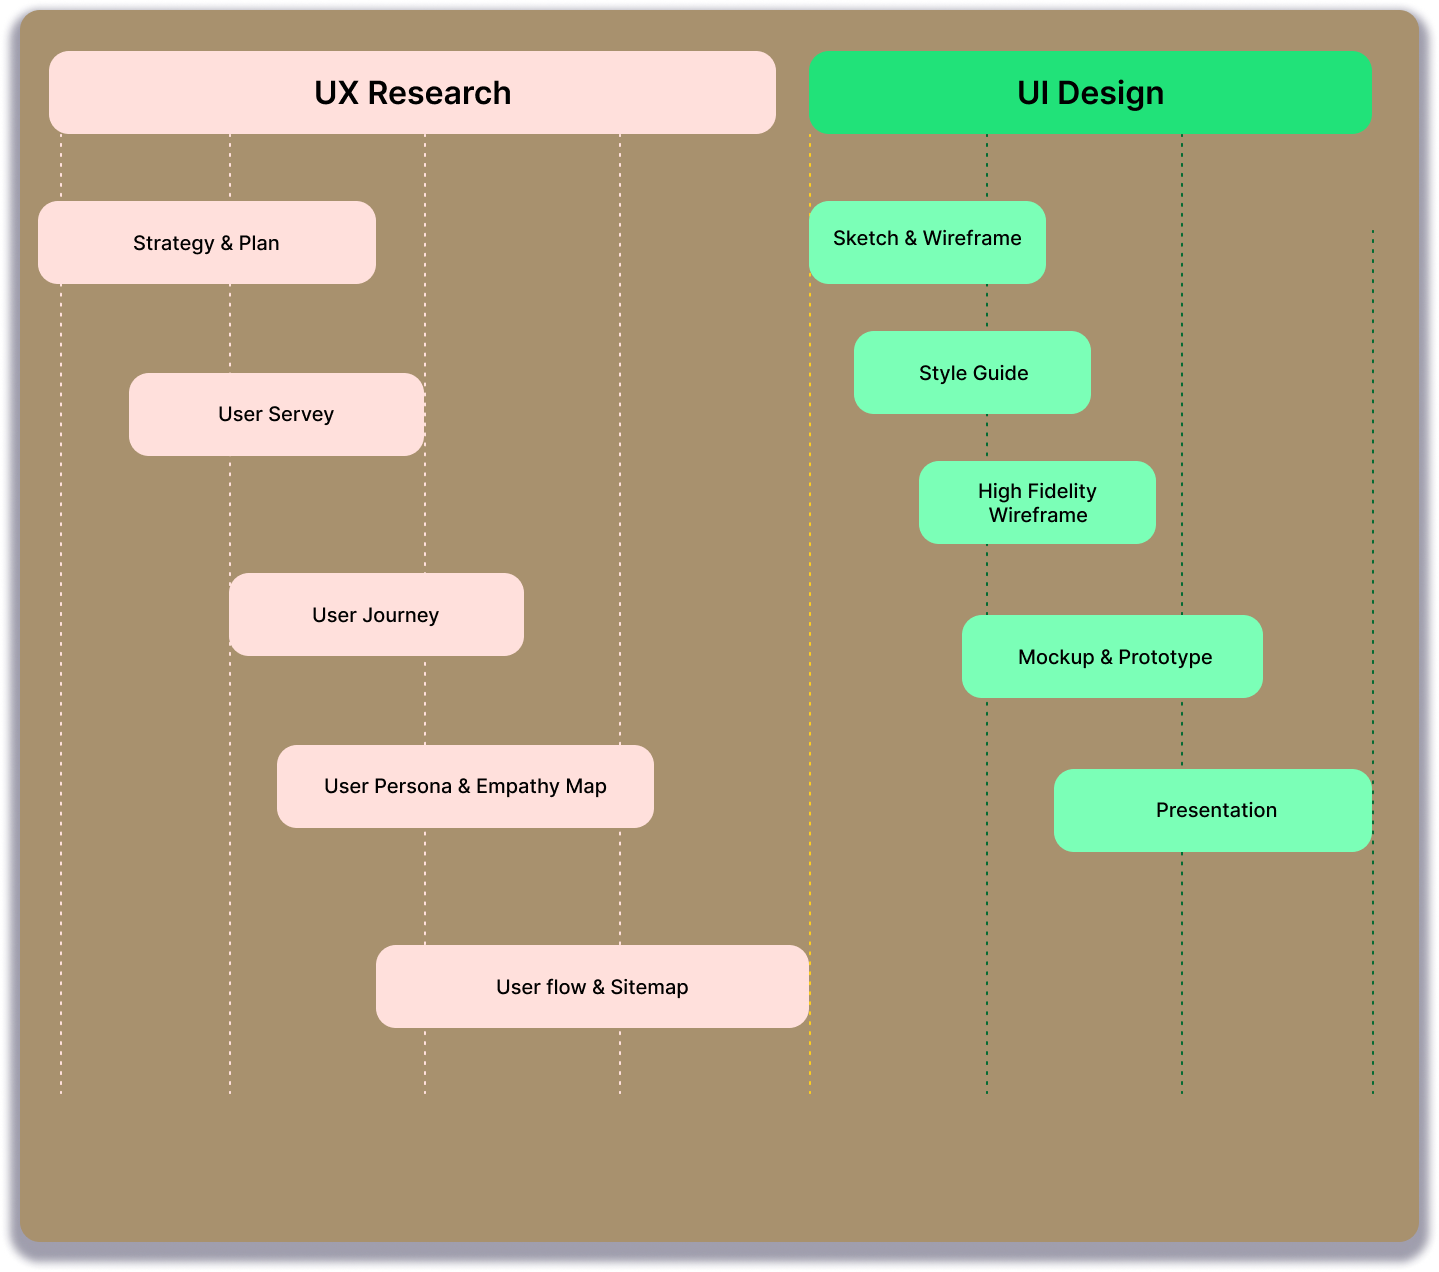 UX Research
UI Design
Strategy & Plan
User Servey
User Journey
User Persona & Empathy Map
User flow & Sitemap
Sketch & Wireframe
Style Guide
High Fidelity
Wireframe
Mockup & Prototype
Presentation